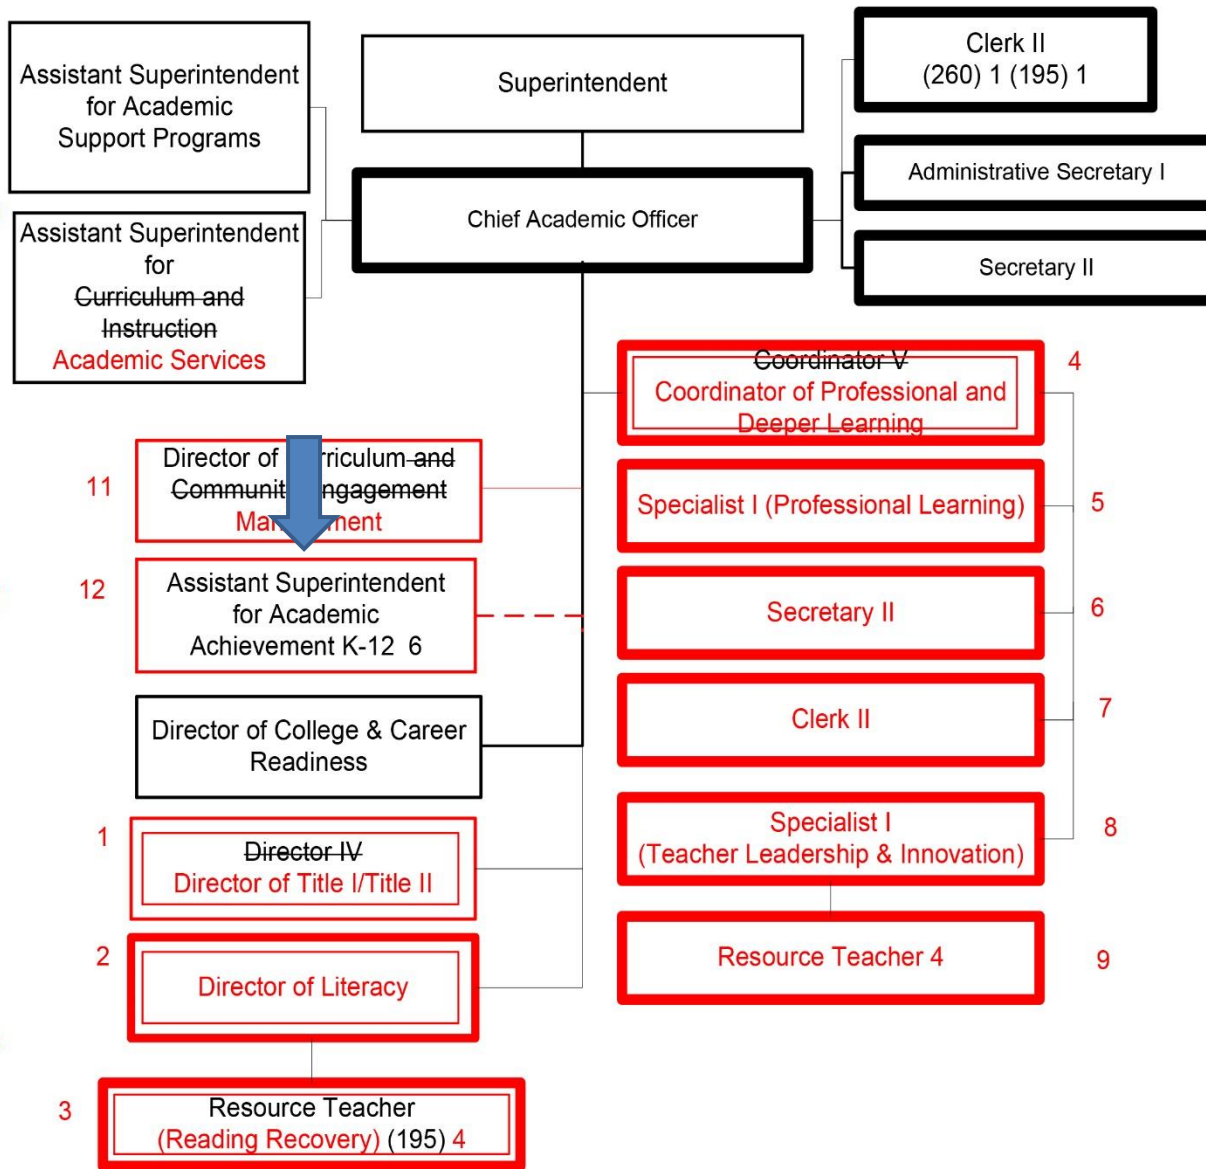 Assistant Superintendent
for Academic
Support Programs
Superintendent
Clerk II
(260) 1 (195) 1
Chief Academic Officer
Administrative Secretary I
Secretary II
Assistant Superintendent
for
Curriculum and
Instruction
Academic Services
11
Director of
and
Management
12
Assistant Superintendent
for Academic
Achievement K-12 6
Director of College & Career
Readiness
1
Director IV
Director of Title I/Title II
2
Director of Literacy
3
Resource Teacher
(Reading Recovery) (195) 4
Coordinator V
Coordinator of Professional and
Deeper Learning
4
Specialist I (Professional Learning)
5
Secretary II
6
Clerk II
7
Specialist I
(Teacher Leadership & Innovation)
8
Resource Teacher 4
9